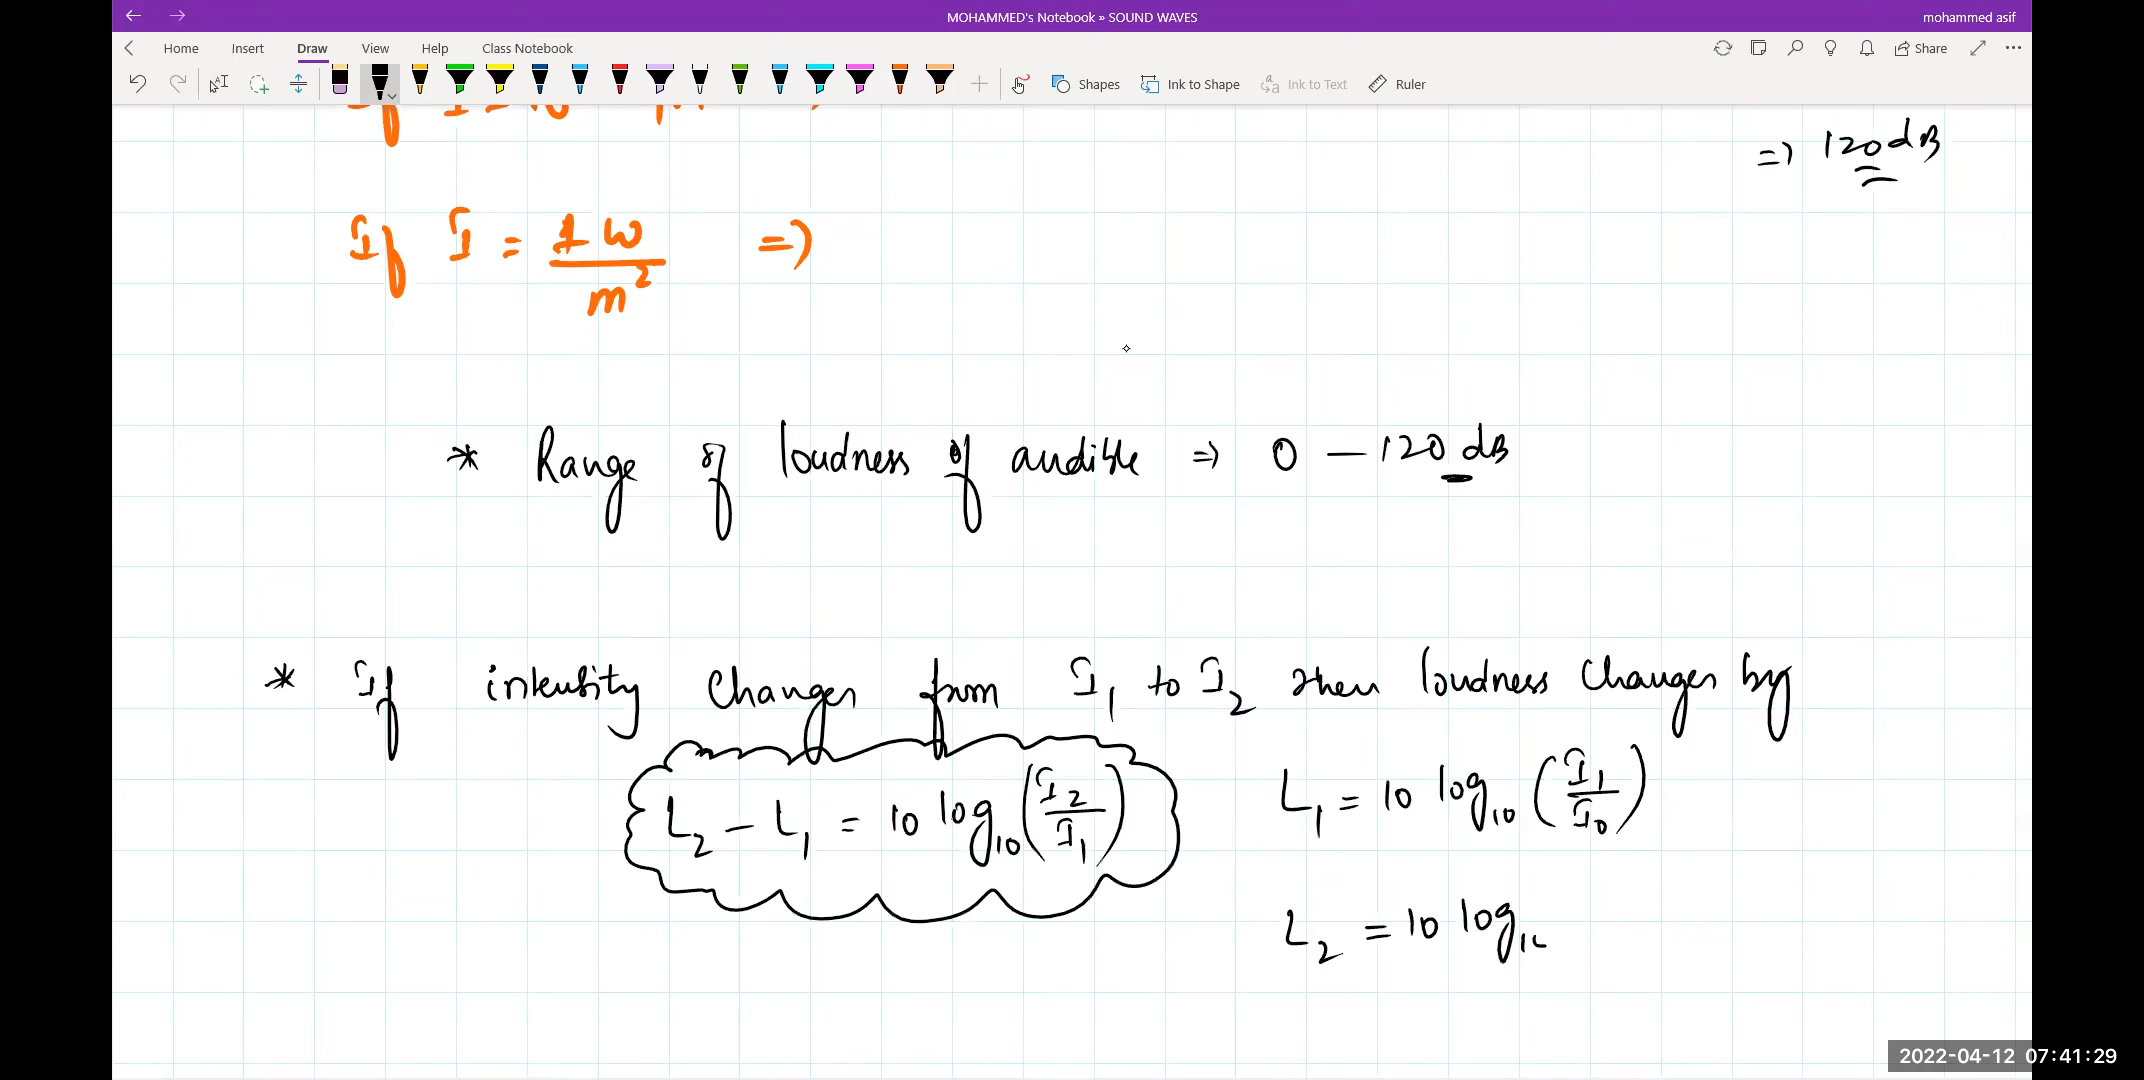 MOHAMMED's Notebook » SOUND WAVES
mohammed asif
Home Insert Draw View Help Class Notebook
Share
Shapes Ink to Shape Ink to Text Ruler
If I = 10
=> 120 dB
If I = 1 W / m² =>
* Range of loudness of audible => 0 – 120 dB
* If intensity changes from I₁ to I₂ then loudness changes by
L₂ – L₁ = 10 log₁₀ (I₂/I₁)
L₁ = 10 log₁₀ (I₁/I₀)
L₂ = 10 log₁
2022-04-12 07:41:29